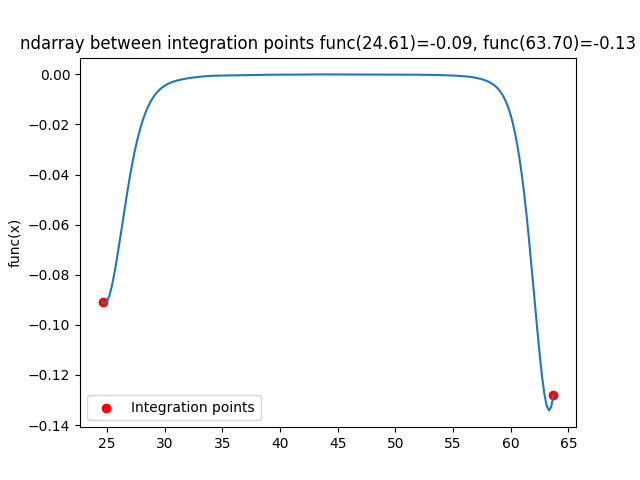 ndarray between integration points func(24.61)=-0.09, func(63.70)=-0.13
0.00
−0.02
−0.04
−0.06
−0.08
−0.10
−0.12
−0.14
func(x)
Integration points
25 30 35 40 45 50 55 60 65